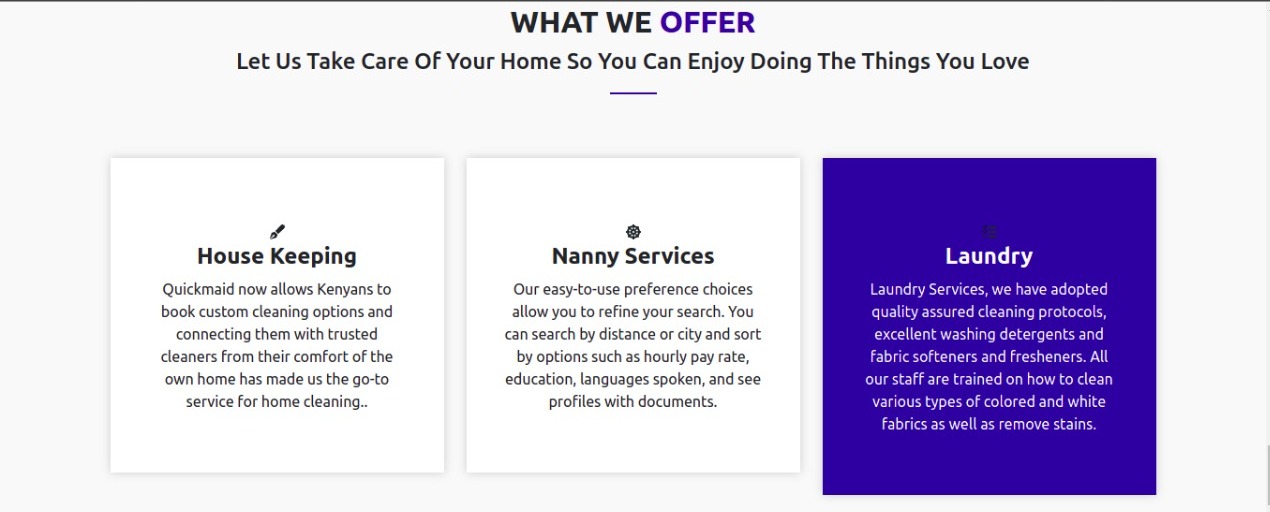 WHAT WE OFFER
Let Us Take Care Of Your Home So You Can Enjoy Doing The Things You Love
House Keeping
Quickmaid now allows Kenyans to
book custom cleaning options and
connecting them with trusted
cleaners from their comfort of the
own home has made us the go-to
service for home cleaning..
Nanny Services
Our easy-to-use preference choices
allow you to refine your search. You
can search by distance or city and sort
by options such as hourly pay rate,
education, languages spoken, and see
profiles with documents.
Laundry
Laundry Services, we have adopted
quality assured cleaning protocols,
excellent washing detergents and
fabric softeners and fresheners. All
our staff are trained on how to clean
various types of colored and white
fabrics as well as remove stains.